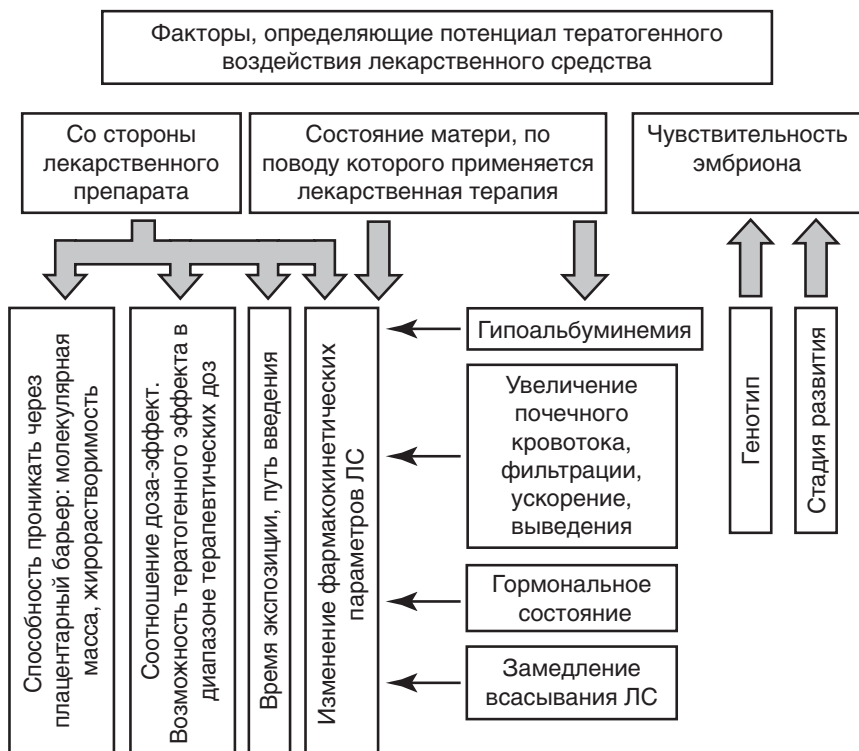 Факторы, определяющие потенциал тератогенного
воздействия лекарственного средства
Со стороны
лекарственного
препарата
Состояние матери, по
поводу которого применяется
лекарственная терапия
Чувствительность
эмбриона
Способность проникать через
плацентарный барьер: молекулярная
масса, жирорастворимость
Соотношение доза-эффект.
Возможность тератогенного эффекта в
диапазоне терапевтических доз
Время экспозиции, путь введения
Изменение фармакокинетических
параметров ЛС
Гипоальбуминемия
Увеличение
почечного
кровотока,
фильтрации,
ускорение,
выведения
Гормональное
состояние
Замедление
всасывания ЛС
Генотип
Стадия развития